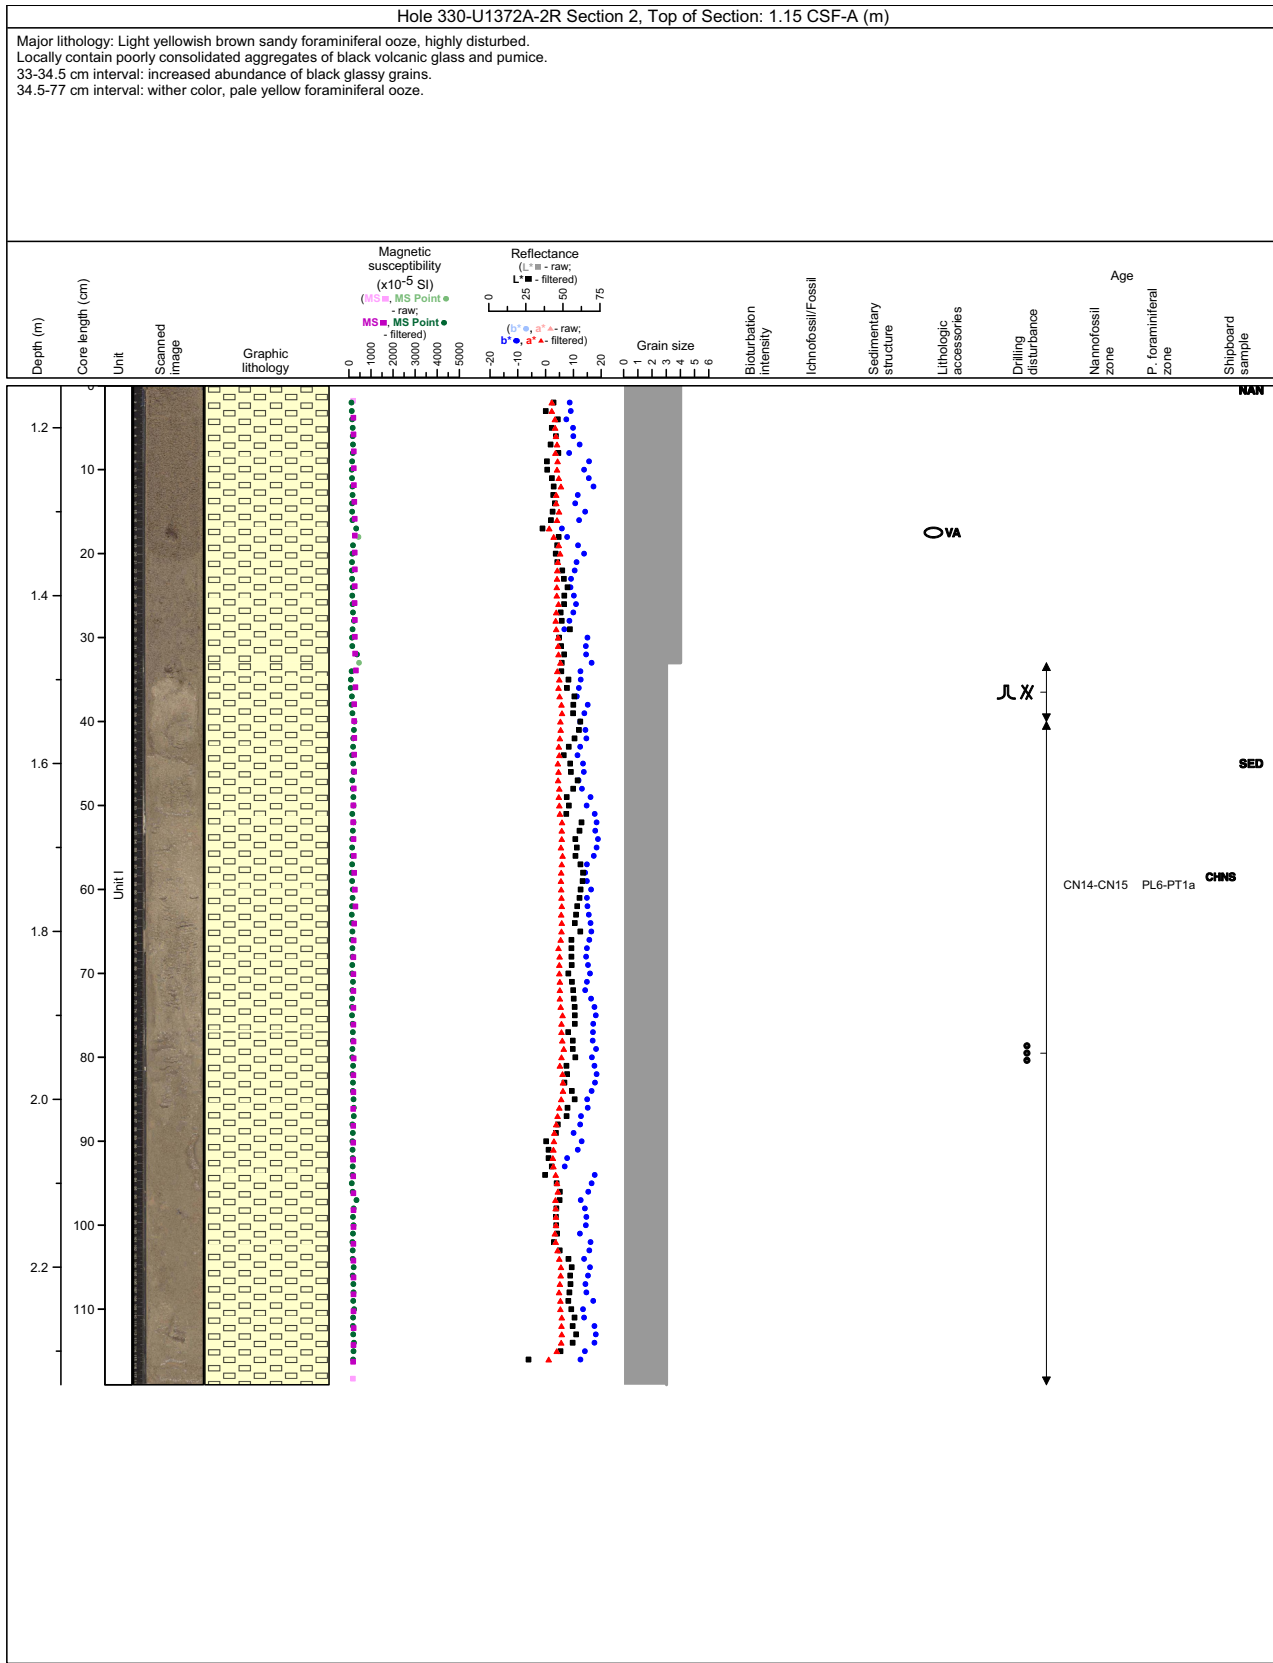 Hole 330-U1372A-2R Section 2, Top of Section: 1.15 CSF-A (m)
Major lithology: Light yellowish brown sandy foraminiferal ooze, highly disturbed.
Locally contain poorly consolidated aggregates of black volcanic glass and pumice.
33-34.5 cm interval: increased abundance of black glassy grains.
34.5-77 cm interval: wither color, pale yellow foraminiferal ooze.
Depth (m)
Core length (cm)
Unit
Scanned
image
Graphic
lithology
Magnetic
susceptibility
(x10-5 SI)
(MS■, MS Point●
- raw;
MS■, MS Point●
- filtered)
0 1000 2000 3000 4000 5000
Reflectance
(L*■ - raw;
L*■ - filtered)
0 25 50 75
(b*●, a*▲- raw;
b*●, a*▲- filtered)
-20 -10 0 10 20
Grain size
0 1 2 3 4 5 6
Bioturbation
intensity
Ichnofossil/Fossil
Sedimentary
structure
Lithologic
accessories
Drilling
disturbance
Age
Nannofossil
zone
P. foraminiferal
zone
Shipboard
sample
0
NAN
1.2
10
VA
20
1.4
30
40
1.6
SED
50
Unit I
60
CN14-CN15 PL6-PT1a
CHNS
1.8
70
80
2.0
90
100
2.2
110